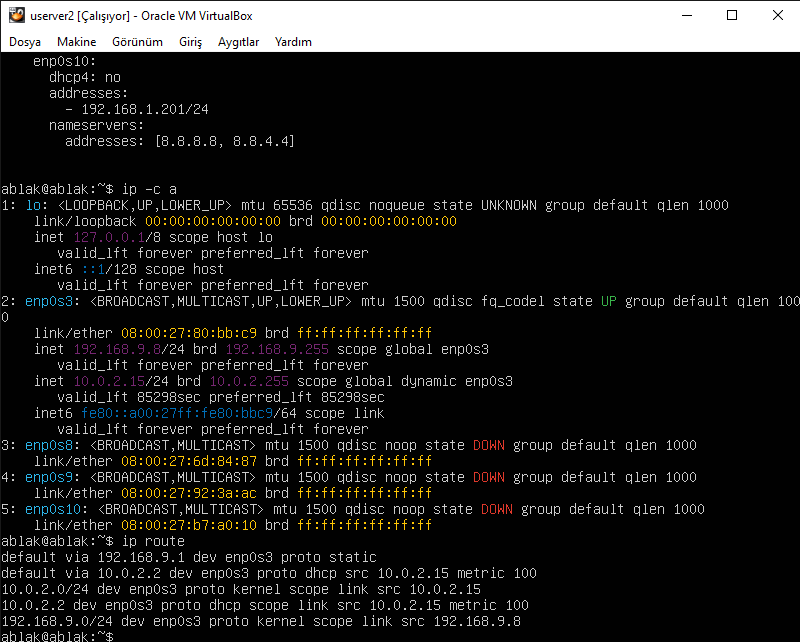 userver2 [Çalışıyor] - Oracle VM VirtualBox
Dosya Makine Görünüm Giriş Aygıtlar Yardım
    enp0s10:
      dhcp4: no
      addresses:
        - 192.168.1.201/24
      nameservers:
        addresses: [8.8.8.8, 8.8.4.4]
ablak@ablak:~$ ip -c a
1: lo: <LOOPBACK,UP,LOWER_UP> mtu 65536 qdisc noqueue state UNKNOWN group default qlen 1000
    link/loopback 00:00:00:00:00:00 brd 00:00:00:00:00:00
    inet 127.0.0.1/8 scope host lo
       valid_lft forever preferred_lft forever
    inet6 ::1/128 scope host
       valid_lft forever preferred_lft forever
2: enp0s3: <BROADCAST,MULTICAST,UP,LOWER_UP> mtu 1500 qdisc fq_codel state UP group default qlen 100
0
    link/ether 08:00:27:80:bb:c9 brd ff:ff:ff:ff:ff:ff
    inet 192.168.9.8/24 brd 192.168.9.255 scope global enp0s3
       valid_lft forever preferred_lft forever
    inet 10.0.2.15/24 brd 10.0.2.255 scope global dynamic enp0s3
       valid_lft 85298sec preferred_lft 85298sec
    inet6 fe80::a00:27ff:fe80:bbc9/64 scope link
       valid_lft forever preferred_lft forever
3: enp0s8: <BROADCAST,MULTICAST> mtu 1500 qdisc noop state DOWN group default qlen 1000
    link/ether 08:00:27:6d:84:87 brd ff:ff:ff:ff:ff:ff
4: enp0s9: <BROADCAST,MULTICAST> mtu 1500 qdisc noop state DOWN group default qlen 1000
    link/ether 08:00:27:92:3a:ac brd ff:ff:ff:ff:ff:ff
5: enp0s10: <BROADCAST,MULTICAST> mtu 1500 qdisc noop state DOWN group default qlen 1000
    link/ether 08:00:27:b7:a0:10 brd ff:ff:ff:ff:ff:ff
ablak@ablak:~$ ip route
default via 192.168.9.1 dev enp0s3 proto static
default via 10.0.2.2 dev enp0s3 proto dhcp src 10.0.2.15 metric 100
10.0.2.0/24 dev enp0s3 proto kernel scope link src 10.0.2.15
10.0.2.2 dev enp0s3 proto dhcp scope link src 10.0.2.15 metric 100
192.168.9.0/24 dev enp0s3 proto kernel scope link src 192.168.9.8
ablak@ablak:~$